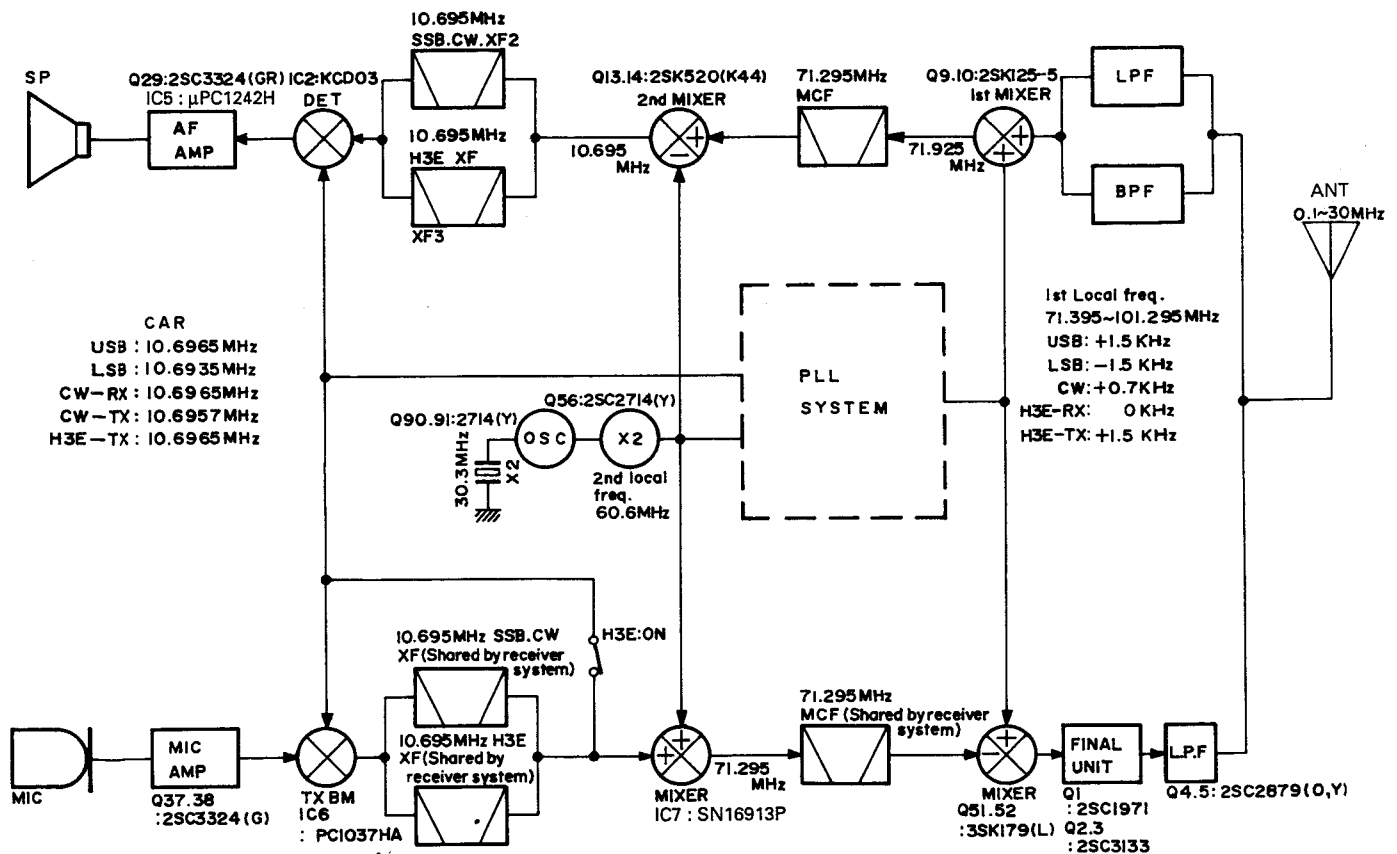 10.695MHz
SSB.CW.XF2
SP
Q29:2SC3324(GR)
IC5 : µPC1242H
IC2:KCD03
DET
AF
AMP
10.695MHz
H3E XF
XF3
Q13.14:2SK520(K44)
2nd MIXER
10.695
MHz
71.295MHz
MCF
Q9.10:2SK125-5
1st MIXER
71.925
MHz
LPF
BPF
ANT
0.1~30MHz
CAR
USB : 10.6965MHz
LSB : 10.6935MHz
CW-RX : 10.6965MHz
CW-TX : 10.6957MHz
H3E-TX : 10.6965MHz
Q90.91:2714(Y)
Q56:2SC2714(Y)
OSC
X2
30.3MHz
X2
2nd local
freq.
60.6MHz
PLL
SYSTEM
1st Local freq.
71.395~101.295MHz
USB: +1.5 KHz
LSB: -1.5 KHz
CW: +0.7KHz
H3E-RX: 0 KHz
H3E-TX: +1.5 KHz
10.695MHz SSB.CW
XF(Shared by receiver
system)
H3E:ON
MIC
MIC
AMP
Q37.38
:2SC3324(G)
TX BM
IC6
: PC1037HA
10.695MHz H3E
XF(Shared by
receiver system)
MIXER
IC7 : SN16913P
71.295
MHz
71.295MHz
MCF (Shared by receiver
system)
MIXER
Q51.52
:3SK179(L)
FINAL
UNIT
Q1
:2SC1971
Q2.3
:2SC3133
L.P.F
Q4.5:2SC2879(O,Y)